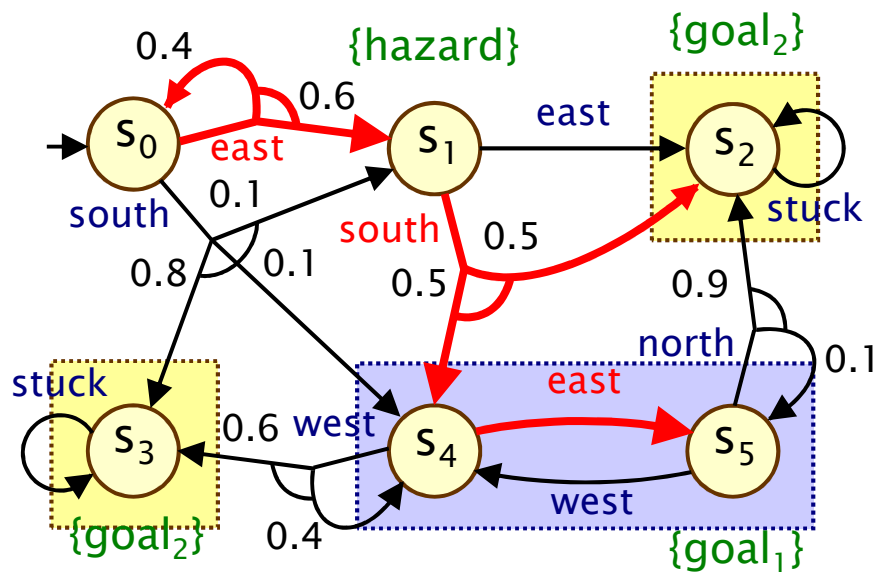 0.4
{hazard}
{goal₂}
0.6
s₀
east
s₁
east
s₂
south
0.1
stuck
south
0.5
0.8
0.1
0.5
0.9
north
0.1
stuck
east
s₃
0.6
west
s₄
s₅
west
0.4
{goal₂}
{goal₁}